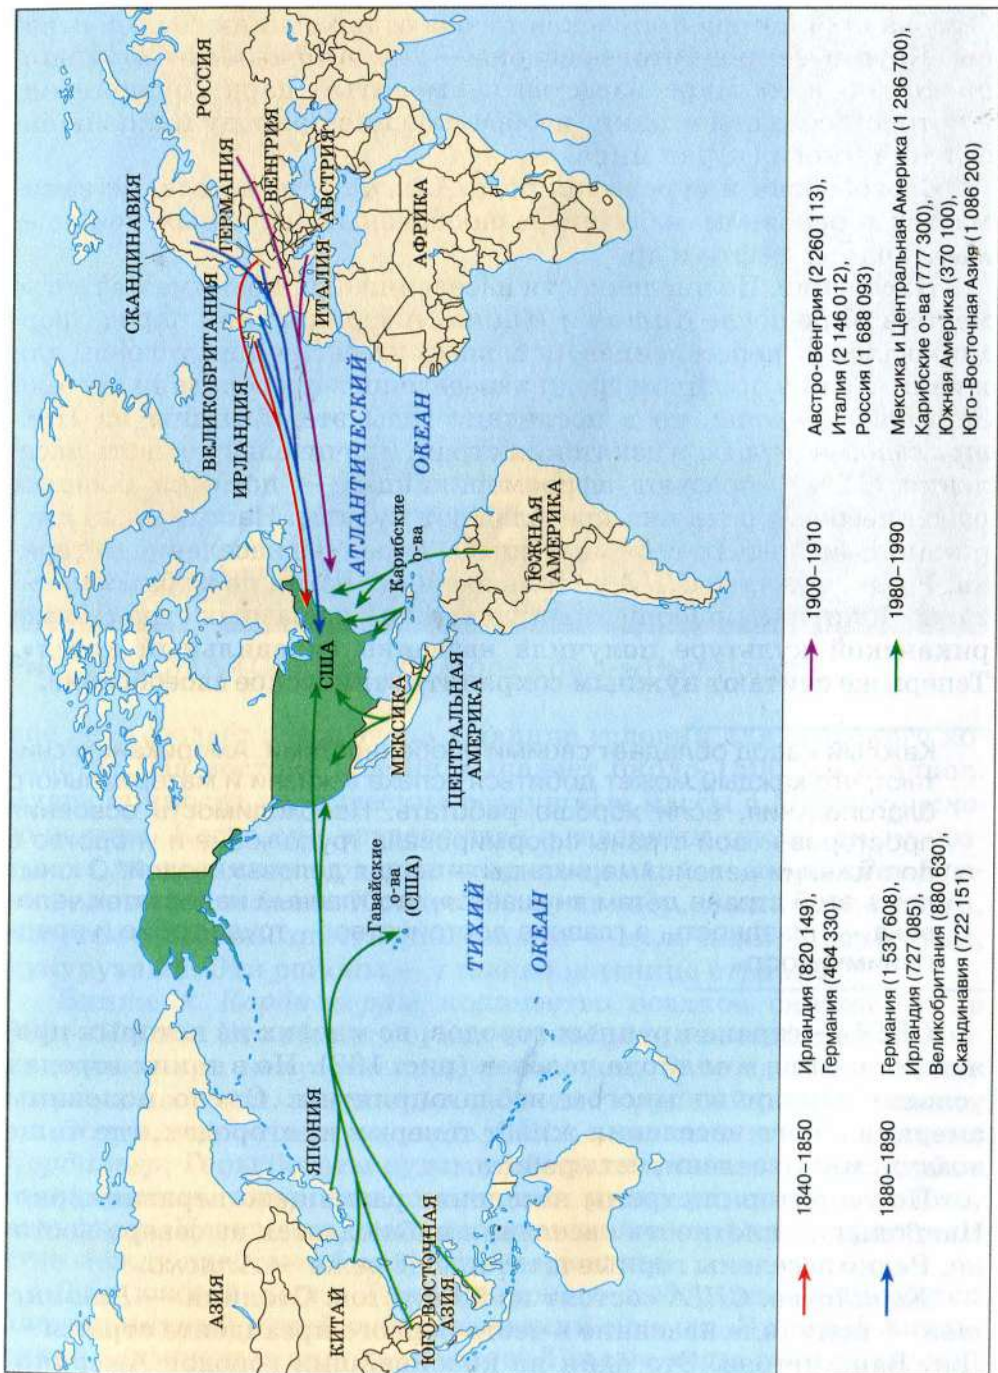 СКАНДИНАВИЯ
РОССИЯ
ГЕРМАНИЯ
ВЕНГРИЯ
АВСТРИЯ
ИТАЛИЯ
ВЕЛИКОБРИТАНИЯ
ИРЛАНДИЯ
АФРИКА
АТЛАНТИЧЕСКИЙ
ОКЕАН
США
Карибские
о-ва
МЕКСИКА
ЦЕНТРАЛЬНАЯ
АМЕРИКА
ЮЖНАЯ
АМЕРИКА
Гавайские
о-ва
(США)
ТИХИЙ
ОКЕАН
АЗИЯ
ЯПОНИЯ
КИТАЙ
ЮГО-ВОСТОЧНАЯ
АЗИЯ
1840–1850
Ирландия (820 149),
Германия (464 330)
1880–1890
Германия (1 537 608),
Ирландия (727 085),
Великобритания (880 630),
Скандинавия (722 151)
1900–1910
Австро-Венгрия (2 260 113),
Италия (2 146 012),
Россия (1 688 093)
1980–1990
Мексика и Центральная Америка (1 286 700),
Карибские о-ва (777 300),
Южная Америка (370 100),
Юго-Восточная Азия (1 086 200)